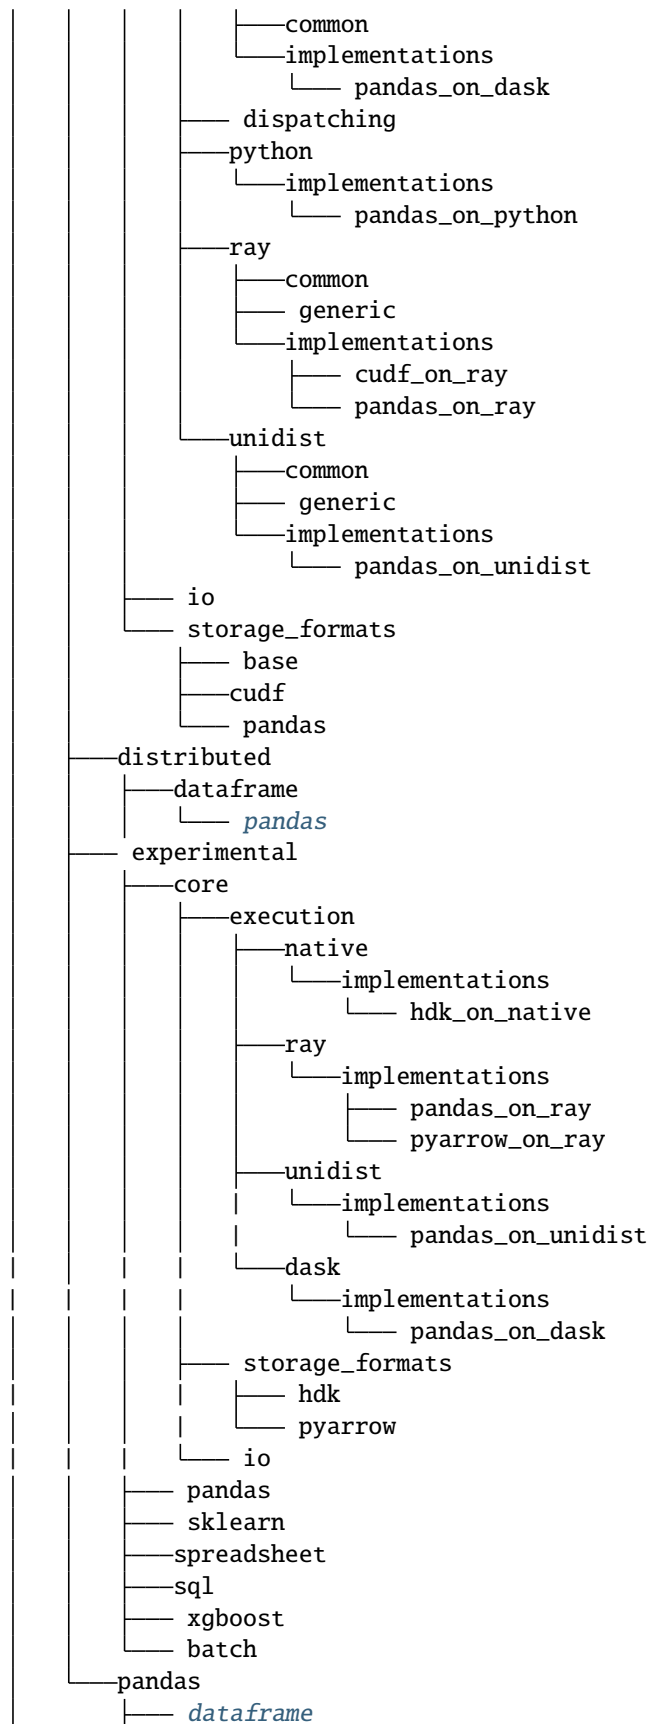 common
implementations
pandas_on_dask
dispatching
python
implementations
pandas_on_python
ray
common
generic
implementations
cudf_on_ray
pandas_on_ray
unidist
common
generic
implementations
pandas_on_unidist
io
storage_formats
base
cudf
pandas
distributed
dataframe
pandas
experimental
core
execution
native
implementations
hdk_on_native
ray
implementations
pandas_on_ray
pyarrow_on_ray
unidist
implementations
pandas_on_unidist
dask
implementations
pandas_on_dask
storage_formats
hdk
pyarrow
io
pandas
sklearn
spreadsheet
sql
xgboost
batch
pandas
dataframe